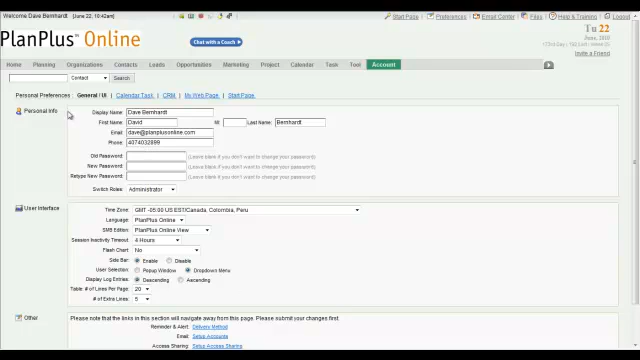 Welcome Dave Bernhardt [June 22, 10:42am]
Start Page Preferences Email Center Files Help & Training Logout
PlanPlus Online
Chat with a Coach
Tu 22
June, 2010
Invite a Friend
Home Planning Organizations Contacts Leads Opportunities Marketing Project Calendar Task Tool Account
Contact Search
Personal Preferences: General / UI Calendar Task CRM My Web Page Start Page
Personal Info
Display Name: Dave Bernhardt
First Name: David MI: Last Name: Bernhardt
Email: dave@planplusonline.com
Phone: 4074032899
Old Password: (Leave blank if you don't want to change your password)
New Password: (Leave blank if you don't want to change your password)
Retype New Password: (Leave blank if you don't want to change your password)
Switch Roles: Administrator
User Interface
Time Zone: GMT -05:00 US EST/Canada, Colombia, Peru
Language: PlanPlus Online
SMB Edition: PlanPlus Online View
Session Inactivity Timeout: 4 Hours
Flash Chart: No
Side Bar: Enable Disable
User Selection: Popup Window Dropdown Menu
Display Log Entries: Descending Ascending
Table: # of Lines Per Page: 20
# of Extra Lines: 5
Other
Please note that the links in this section will navigate away from this page. Please submit your changes first.
Reminder & Alert: Delivery Method
Email: Setup Accounts
Access Sharing: Setup Access Sharing